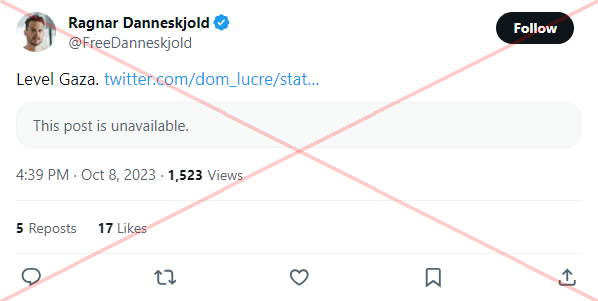 Ragnar Danneskjold
@FreeDanneskjold
Follow
Level Gaza. twitter.com/dom_lucre/stat...
This post is unavailable.
4:39 PM · Oct 8, 2023 · 1,523 Views
5 Reposts 17 Likes